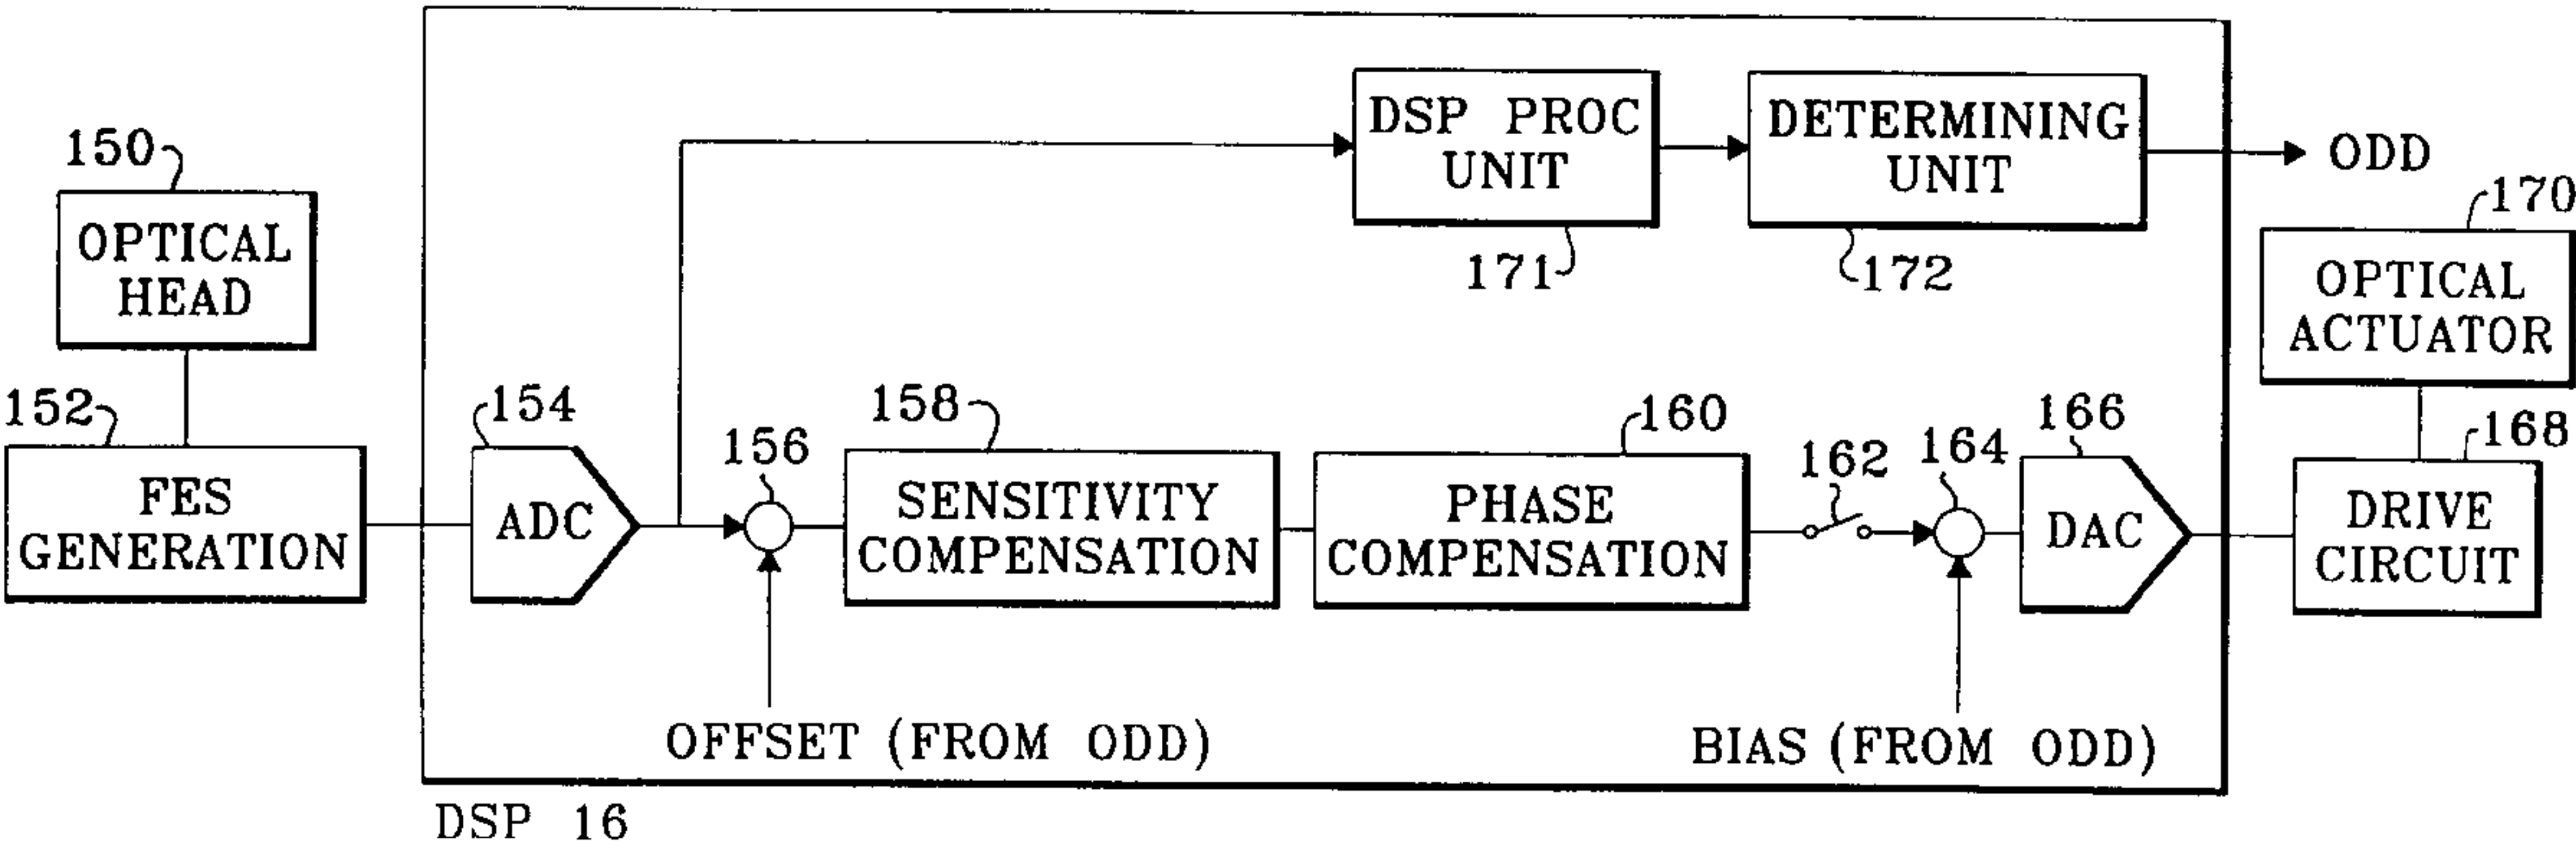 DSP PROC
UNIT
171
DETERMINING
UNIT
172
ODD
150
OPTICAL
HEAD
170
OPTICAL
ACTUATOR
152
FES
GENERATION
154
ADC
156
158
SENSITIVITY
COMPENSATION
160
PHASE
COMPENSATION
162
164
166
DAC
168
DRIVE
CIRCUIT
OFFSET (FROM ODD)
BIAS (FROM ODD)
DSP 16